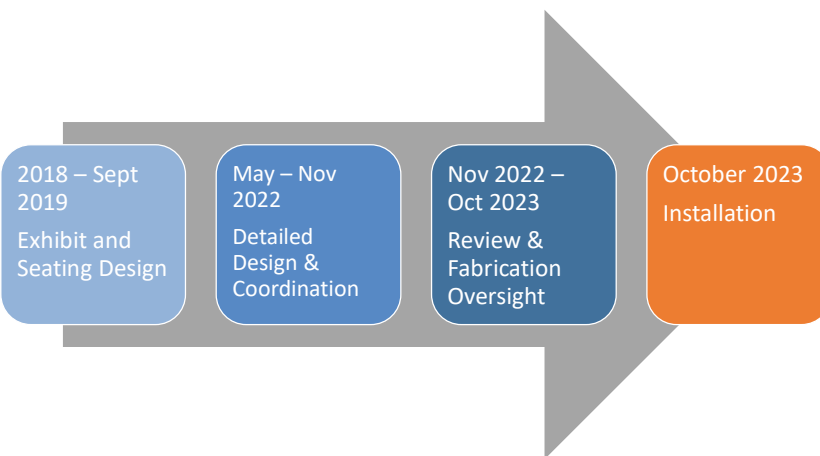 2018 – Sept
2019
Exhibit and
Seating Design
May – Nov
2022
Detailed
Design &
Coordination
Nov 2022 –
Oct 2023
Review &
Fabrication
Oversight
October 2023
Installation